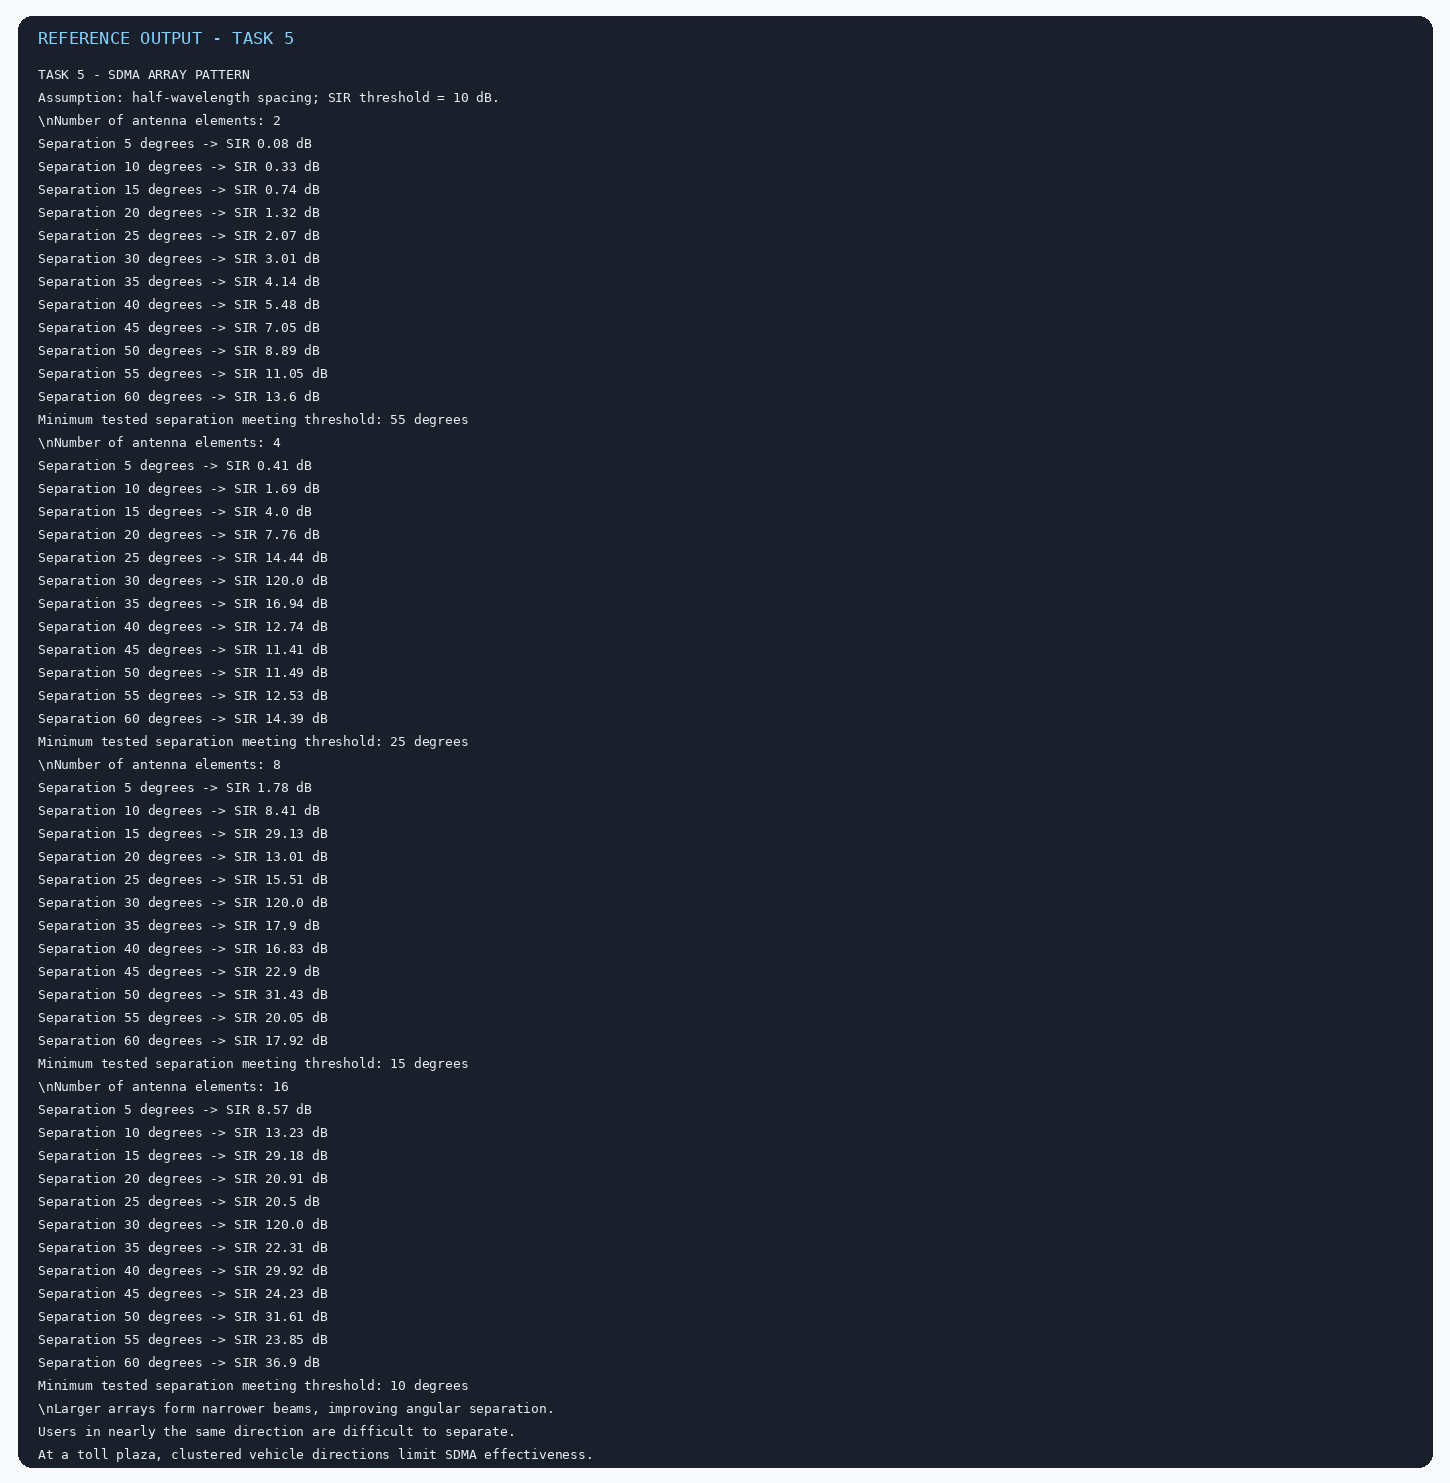 REFERENCE OUTPUT - TASK 5
TASK 5 - SDMA ARRAY PATTERN
Assumption: half-wavelength spacing; SIR threshold = 10 dB.
\nNumber of antenna elements: 2
Separation 5 degrees -> SIR 0.08 dB
Separation 10 degrees -> SIR 0.33 dB
Separation 15 degrees -> SIR 0.74 dB
Separation 20 degrees -> SIR 1.32 dB
Separation 25 degrees -> SIR 2.07 dB
Separation 30 degrees -> SIR 3.01 dB
Separation 35 degrees -> SIR 4.14 dB
Separation 40 degrees -> SIR 5.48 dB
Separation 45 degrees -> SIR 7.05 dB
Separation 50 degrees -> SIR 8.89 dB
Separation 55 degrees -> SIR 11.05 dB
Separation 60 degrees -> SIR 13.6 dB
Minimum tested separation meeting threshold: 55 degrees
\nNumber of antenna elements: 4
Separation 5 degrees -> SIR 0.41 dB
Separation 10 degrees -> SIR 1.69 dB
Separation 15 degrees -> SIR 4.0 dB
Separation 20 degrees -> SIR 7.76 dB
Separation 25 degrees -> SIR 14.44 dB
Separation 30 degrees -> SIR 120.0 dB
Separation 35 degrees -> SIR 16.94 dB
Separation 40 degrees -> SIR 12.74 dB
Separation 45 degrees -> SIR 11.41 dB
Separation 50 degrees -> SIR 11.49 dB
Separation 55 degrees -> SIR 12.53 dB
Separation 60 degrees -> SIR 14.39 dB
Minimum tested separation meeting threshold: 25 degrees
\nNumber of antenna elements: 8
Separation 5 degrees -> SIR 1.78 dB
Separation 10 degrees -> SIR 8.41 dB
Separation 15 degrees -> SIR 29.13 dB
Separation 20 degrees -> SIR 13.01 dB
Separation 25 degrees -> SIR 15.51 dB
Separation 30 degrees -> SIR 120.0 dB
Separation 35 degrees -> SIR 17.9 dB
Separation 40 degrees -> SIR 16.83 dB
Separation 45 degrees -> SIR 22.9 dB
Separation 50 degrees -> SIR 31.43 dB
Separation 55 degrees -> SIR 20.05 dB
Separation 60 degrees -> SIR 17.92 dB
Minimum tested separation meeting threshold: 15 degrees
\nNumber of antenna elements: 16
Separation 5 degrees -> SIR 8.57 dB
Separation 10 degrees -> SIR 13.23 dB
Separation 15 degrees -> SIR 29.18 dB
Separation 20 degrees -> SIR 20.91 dB
Separation 25 degrees -> SIR 20.5 dB
Separation 30 degrees -> SIR 120.0 dB
Separation 35 degrees -> SIR 22.31 dB
Separation 40 degrees -> SIR 29.92 dB
Separation 45 degrees -> SIR 24.23 dB
Separation 50 degrees -> SIR 31.61 dB
Separation 55 degrees -> SIR 23.85 dB
Separation 60 degrees -> SIR 36.9 dB
Minimum tested separation meeting threshold: 10 degrees
\nLarger arrays form narrower beams, improving angular separation.
Users in nearly the same direction are difficult to separate.
At a toll plaza, clustered vehicle directions limit SDMA effectiveness.